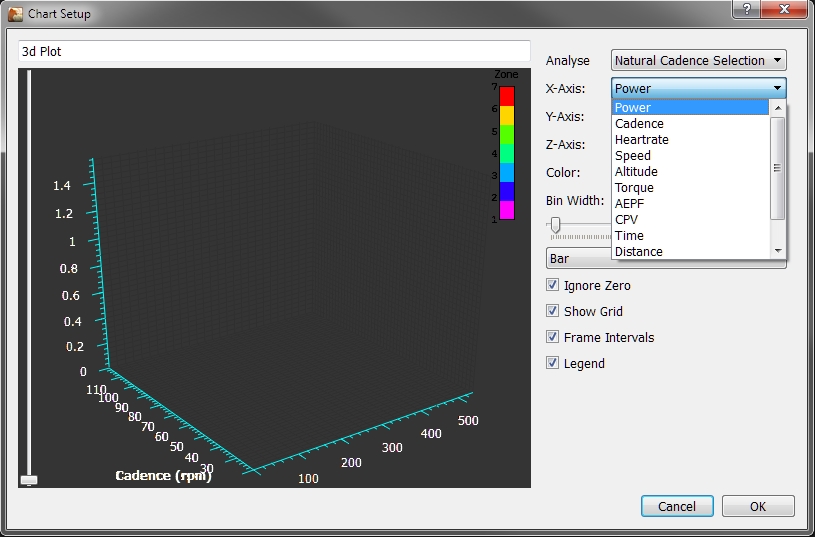 Chart Setup
?
3d Plot
Analyse
Natural Cadence Selection
X-Axis:
Power
Power
Cadence
Heartrate
Speed
Altitude
Torque
AEPF
CPV
Time
Distance
Y-Axis:
Z-Axis:
Color:
Bin Width:
Bar
Ignore Zero
Show Grid
Frame Intervals
Legend
Zone
7
6
5
4
3
2
1
1.4
1.2
1
0.8
0.6
0.4
0.2
0
110
100
90
80
70
60
50
40
30
Cadence (rpm)
100
200
300
400
500
Cancel
OK